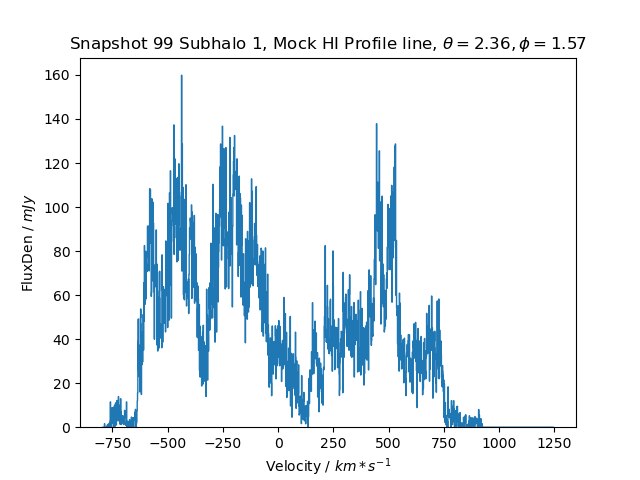 Snapshot 99 Subhalo 1, Mock HI Profile line, θ = 2.36, ϕ = 1.57
FluxDen / mJy
160
140
120
100
80
60
40
20
0
−750 −500 −250 0 250 500 750 1000 1250
Velocity / km * s⁻¹